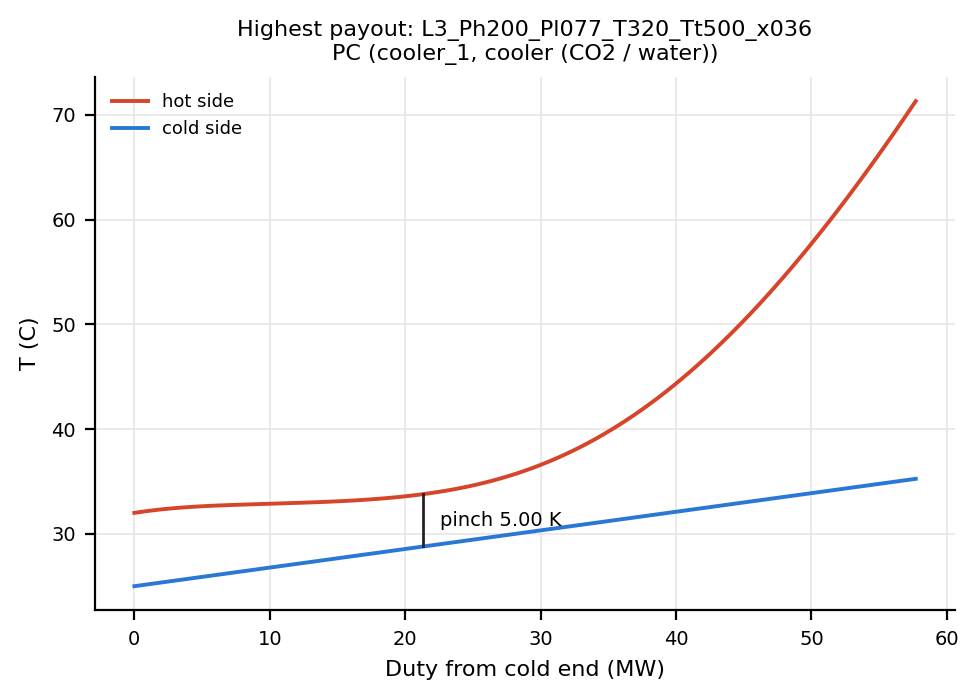 Highest payout: L3_Ph200_Pl077_T320_Tt500_x036
PC (cooler_1, cooler (CO2 / water))
hot side
cold side
70
60
50
40
30
T (C)
pinch 5.00 K
0 10 20 30 40 50 60
Duty from cold end (MW)